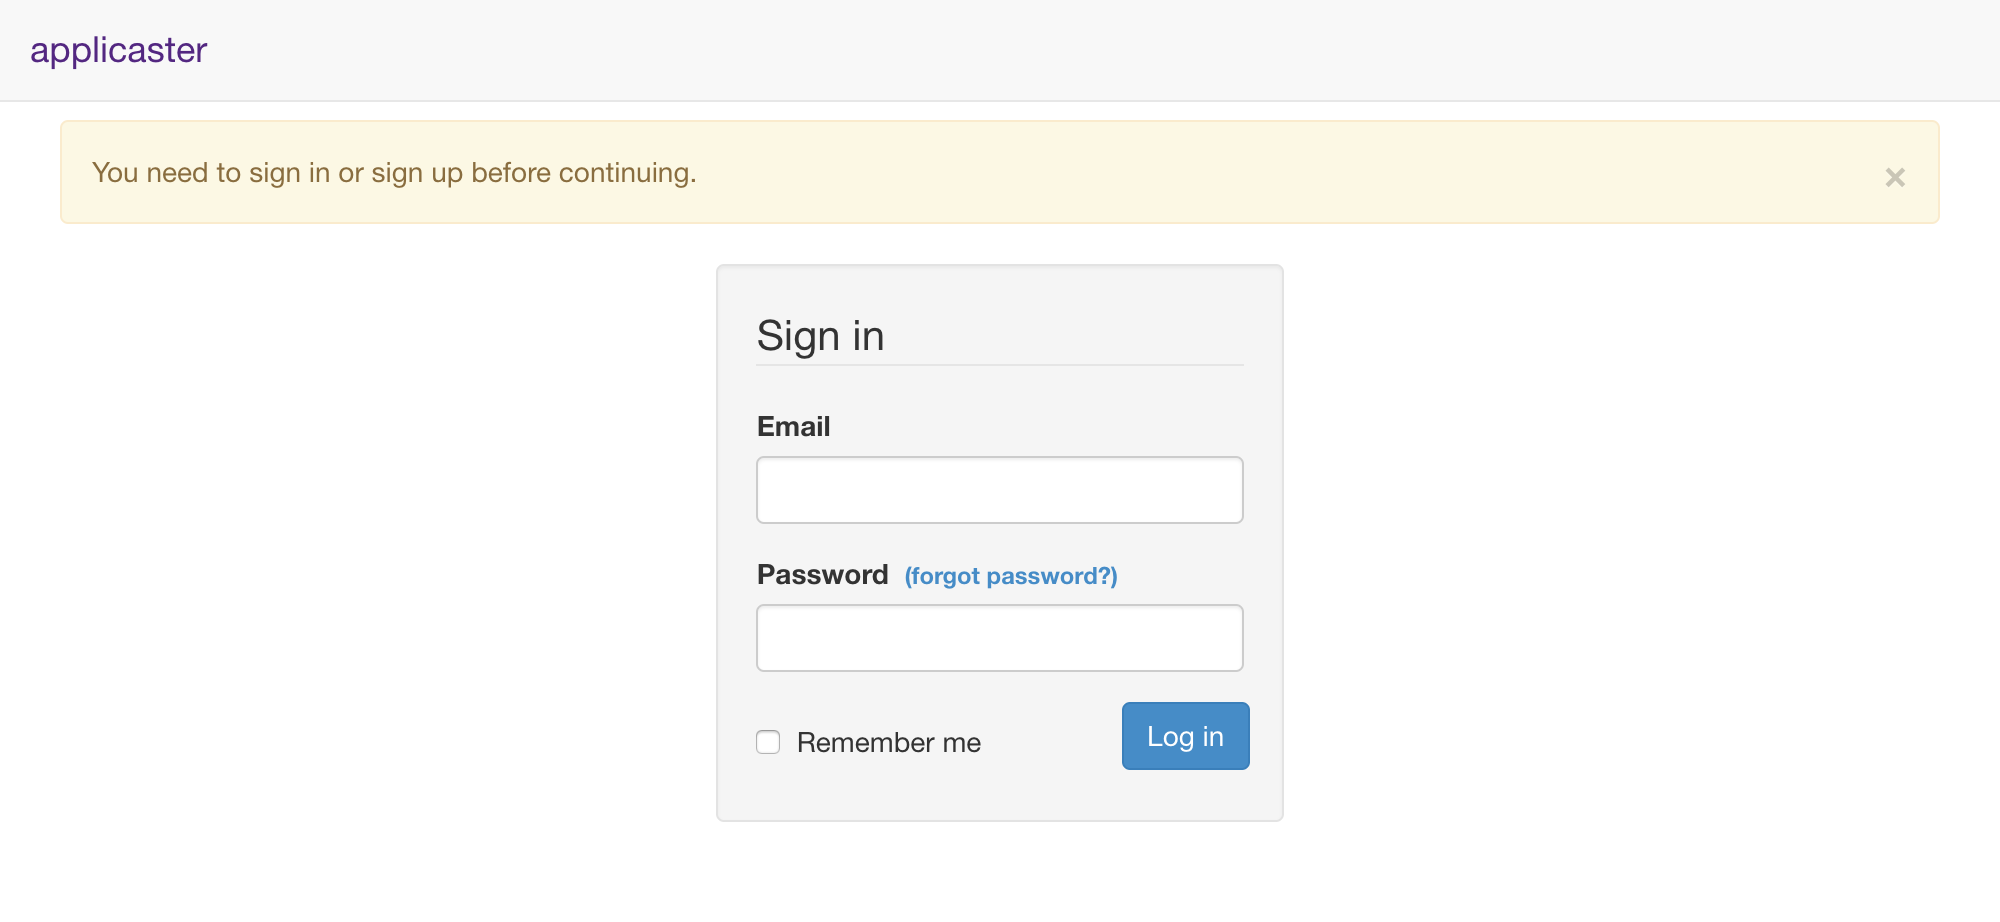 applicaster
You need to sign in or sign up before continuing.
×
Sign in
Email
Password (forgot password?)
Remember me
Log in